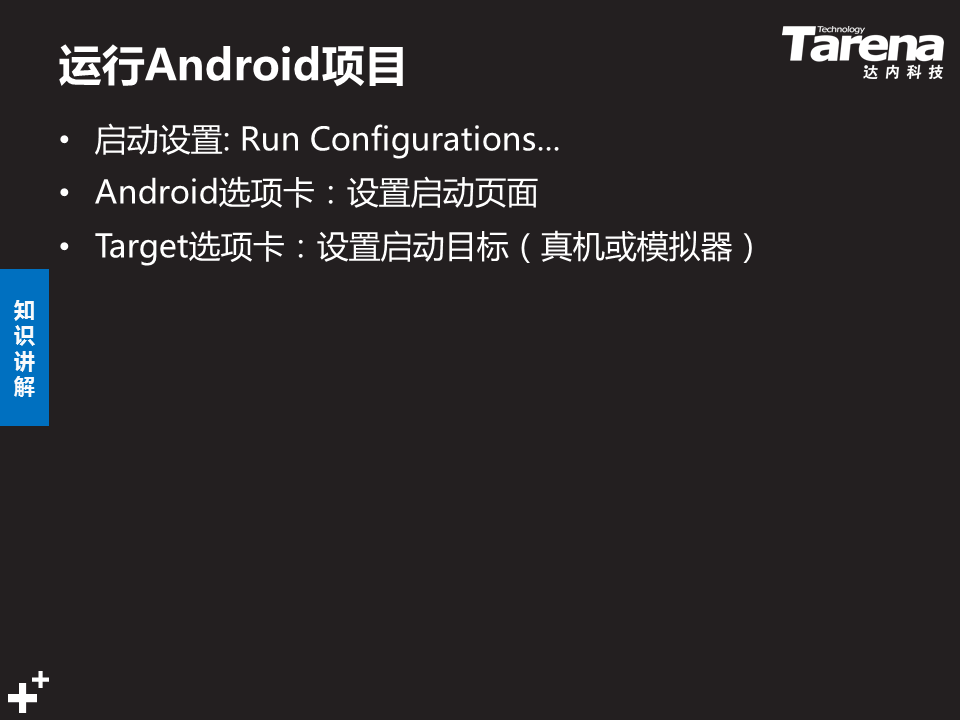 运行Android项目
Technology
Tarena
达内科技
• 启动设置: Run Configurations…
• Android选项卡：设置启动页面
• Target选项卡：设置启动目标（真机或模拟器）
知
识
讲
解